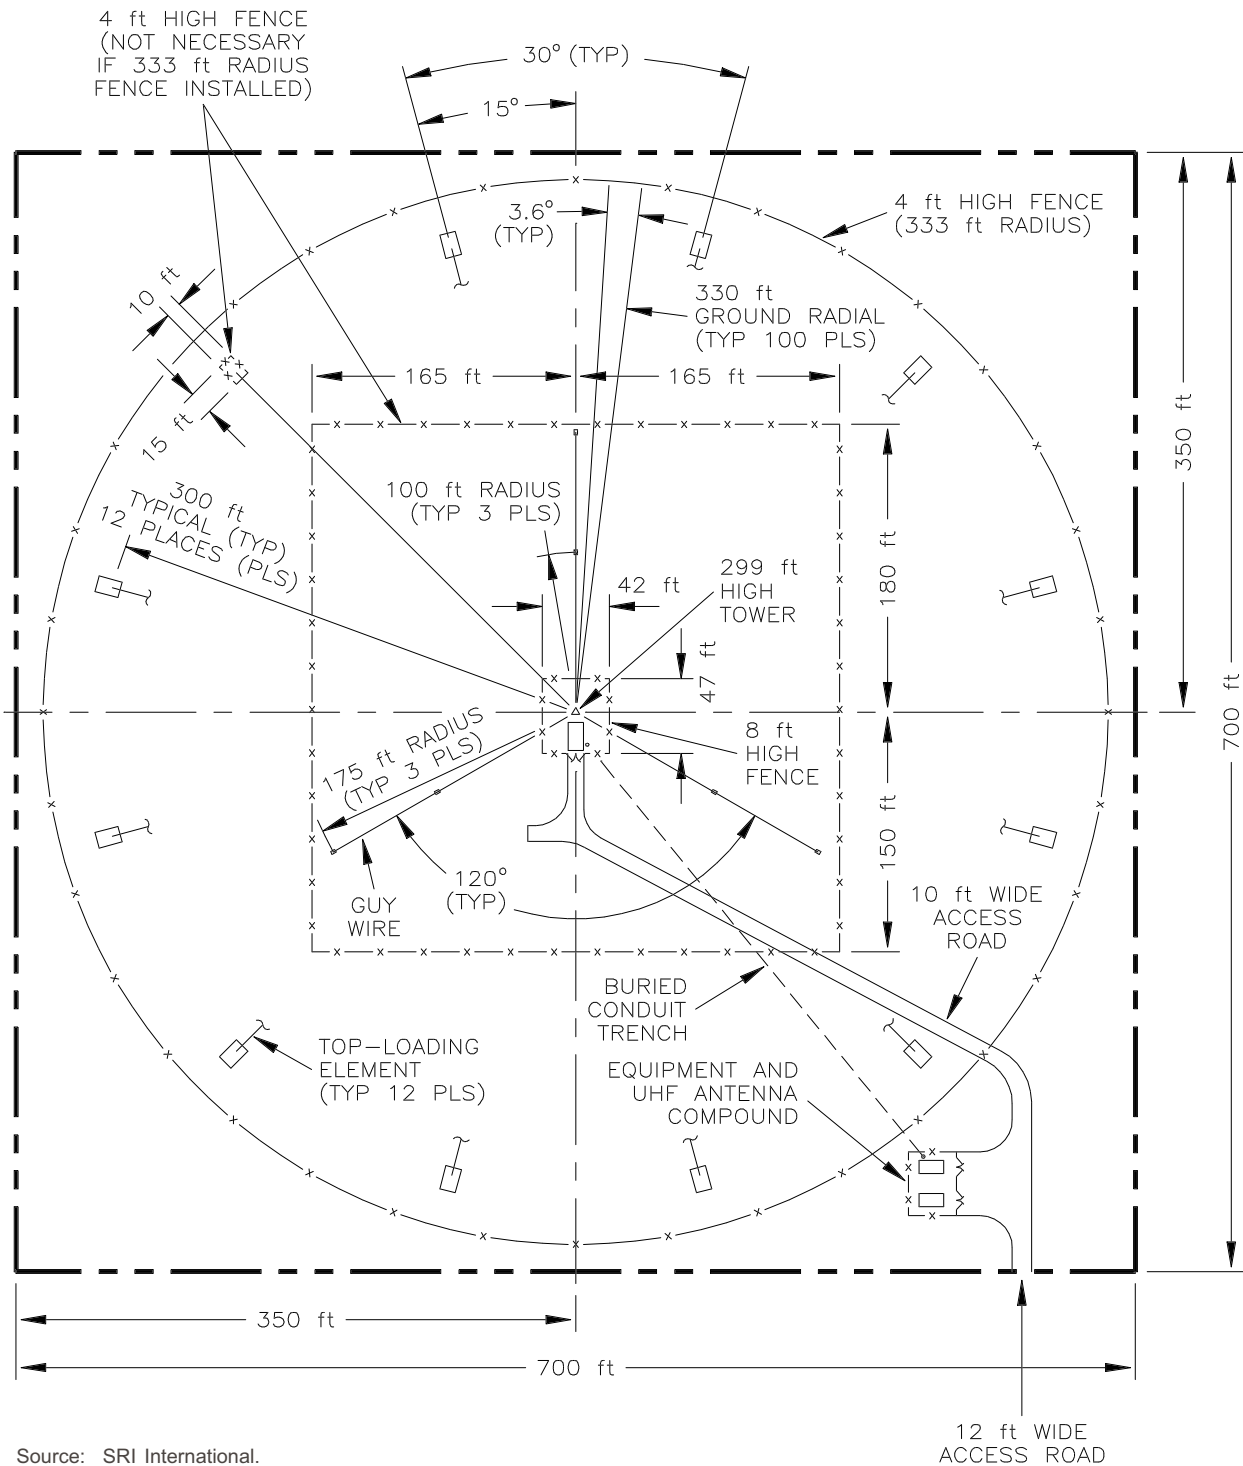 4 ft HIGH FENCE
(NOT NECESSARY
IF 333 ft RADIUS
FENCE INSTALLED)
30° (TYP)
15°
3.6°
(TYP)
4 ft HIGH FENCE
(333 ft RADIUS)
10 ft
15 ft
330 ft
GROUND RADIAL
(TYP 100 PLS)
165 ft
165 ft
350 ft
700 ft
300 ft
TYPICAL (TYP)
12 PLACES (PLS)
100 ft RADIUS
(TYP 3 PLS)
42 ft
299 ft
HIGH
TOWER
180 ft
47 ft
8 ft
HIGH
FENCE
175 ft RADIUS
(TYP 3 PLS)
150 ft
120°
(TYP)
GUY
WIRE
10 ft WIDE
ACCESS
ROAD
BURIED
CONDUIT
TRENCH
TOP-LOADING
ELEMENT
(TYP 12 PLS)
EQUIPMENT AND
UHF ANTENNA
COMPOUND
350 ft
700 ft
12 ft WIDE
ACCESS ROAD
Source: SRI International.